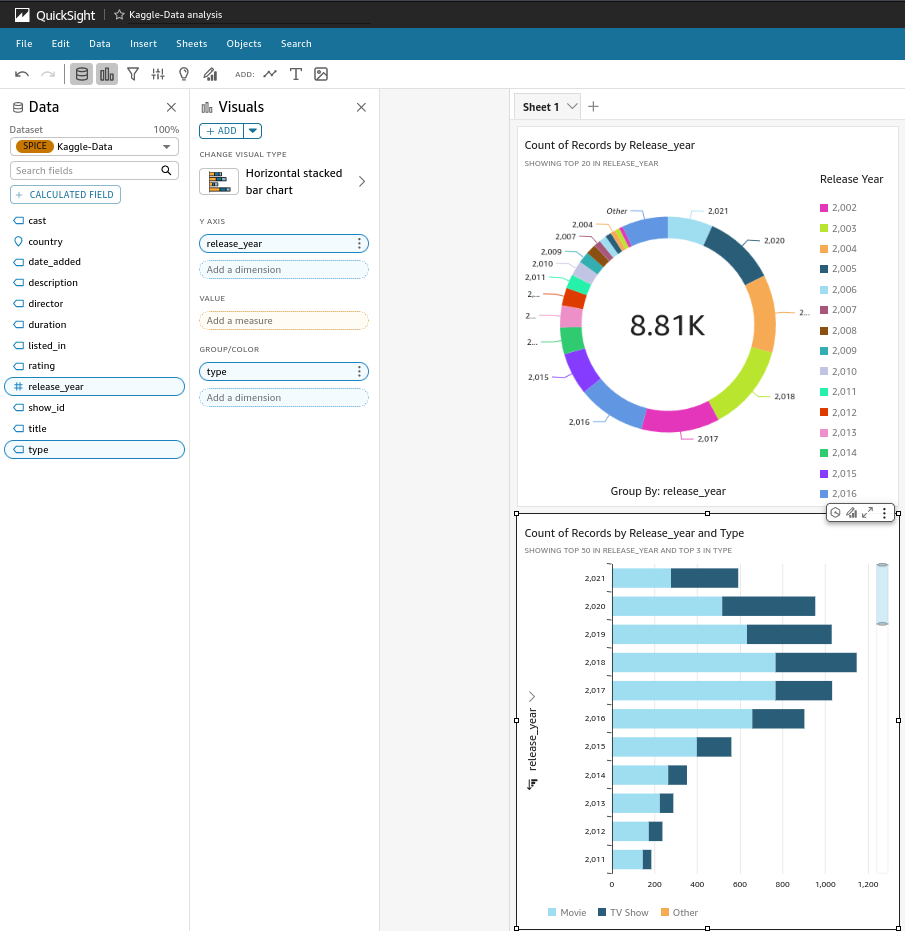 QuickSight
Kaggle-Data analysis
File Edit Data Insert Sheets Objects Search
ADD:
Data
Dataset 100%
SPICE Kaggle-Data
Search fields
+ CALCULATED FIELD
cast
country
date_added
description
director
duration
listed_in
rating
release_year
show_id
title
type
Visuals
+ ADD
CHANGE VISUAL TYPE
Horizontal stacked
bar chart
Y AXIS
release_year
Add a dimension
VALUE
Add a measure
GROUP/COLOR
type
Add a dimension
Sheet 1
Count of Records by Release_year
SHOWING TOP 20 IN RELEASE_YEAR
Other
2,021
2,004
2,020
2,007
2,009
2,010
2,011
2...
2...
2...
2...
8.81K
2,015
2,018
2,016
2,017
Group By: release_year
Release Year
2,002
2,003
2,004
2,005
2,006
2,007
2,008
2,009
2,010
2,011
2,012
2,013
2,014
2,015
2,016
Count of Records by Release_year and Type
SHOWING TOP 50 IN RELEASE_YEAR AND TOP 3 IN TYPE
release_year
2,021
2,020
2,019
2,018
2,017
2,016
2,015
2,014
2,013
2,012
2,011
0 200 400 600 800 1,000 1,200
Movie TV Show Other